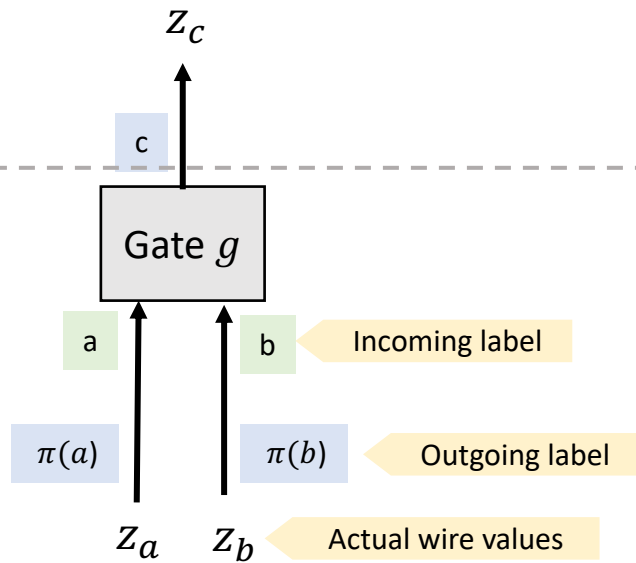 z_c
c
Gate g
a
b
Incoming label
π(a)
π(b)
Outgoing label
z_a
z_b
Actual wire values